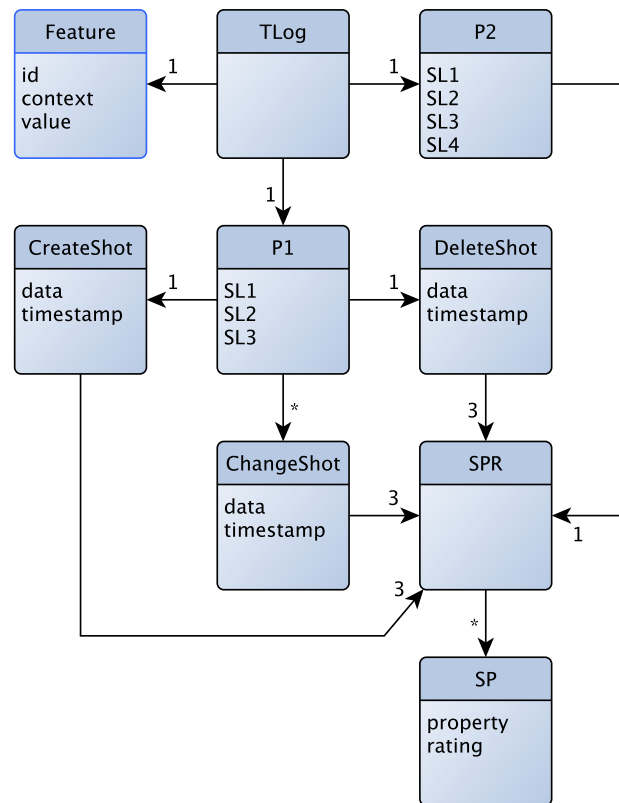 Feature
id
context
value
1
TLog
1
P2
SL1
SL2
SL3
SL4
1
CreateShot
data
timestamp
1
P1
SL1
SL2
SL3
1
DeleteShot
data
timestamp
*
3
ChangeShot
data
timestamp
3
SPR
1
3
*
SP
property
rating